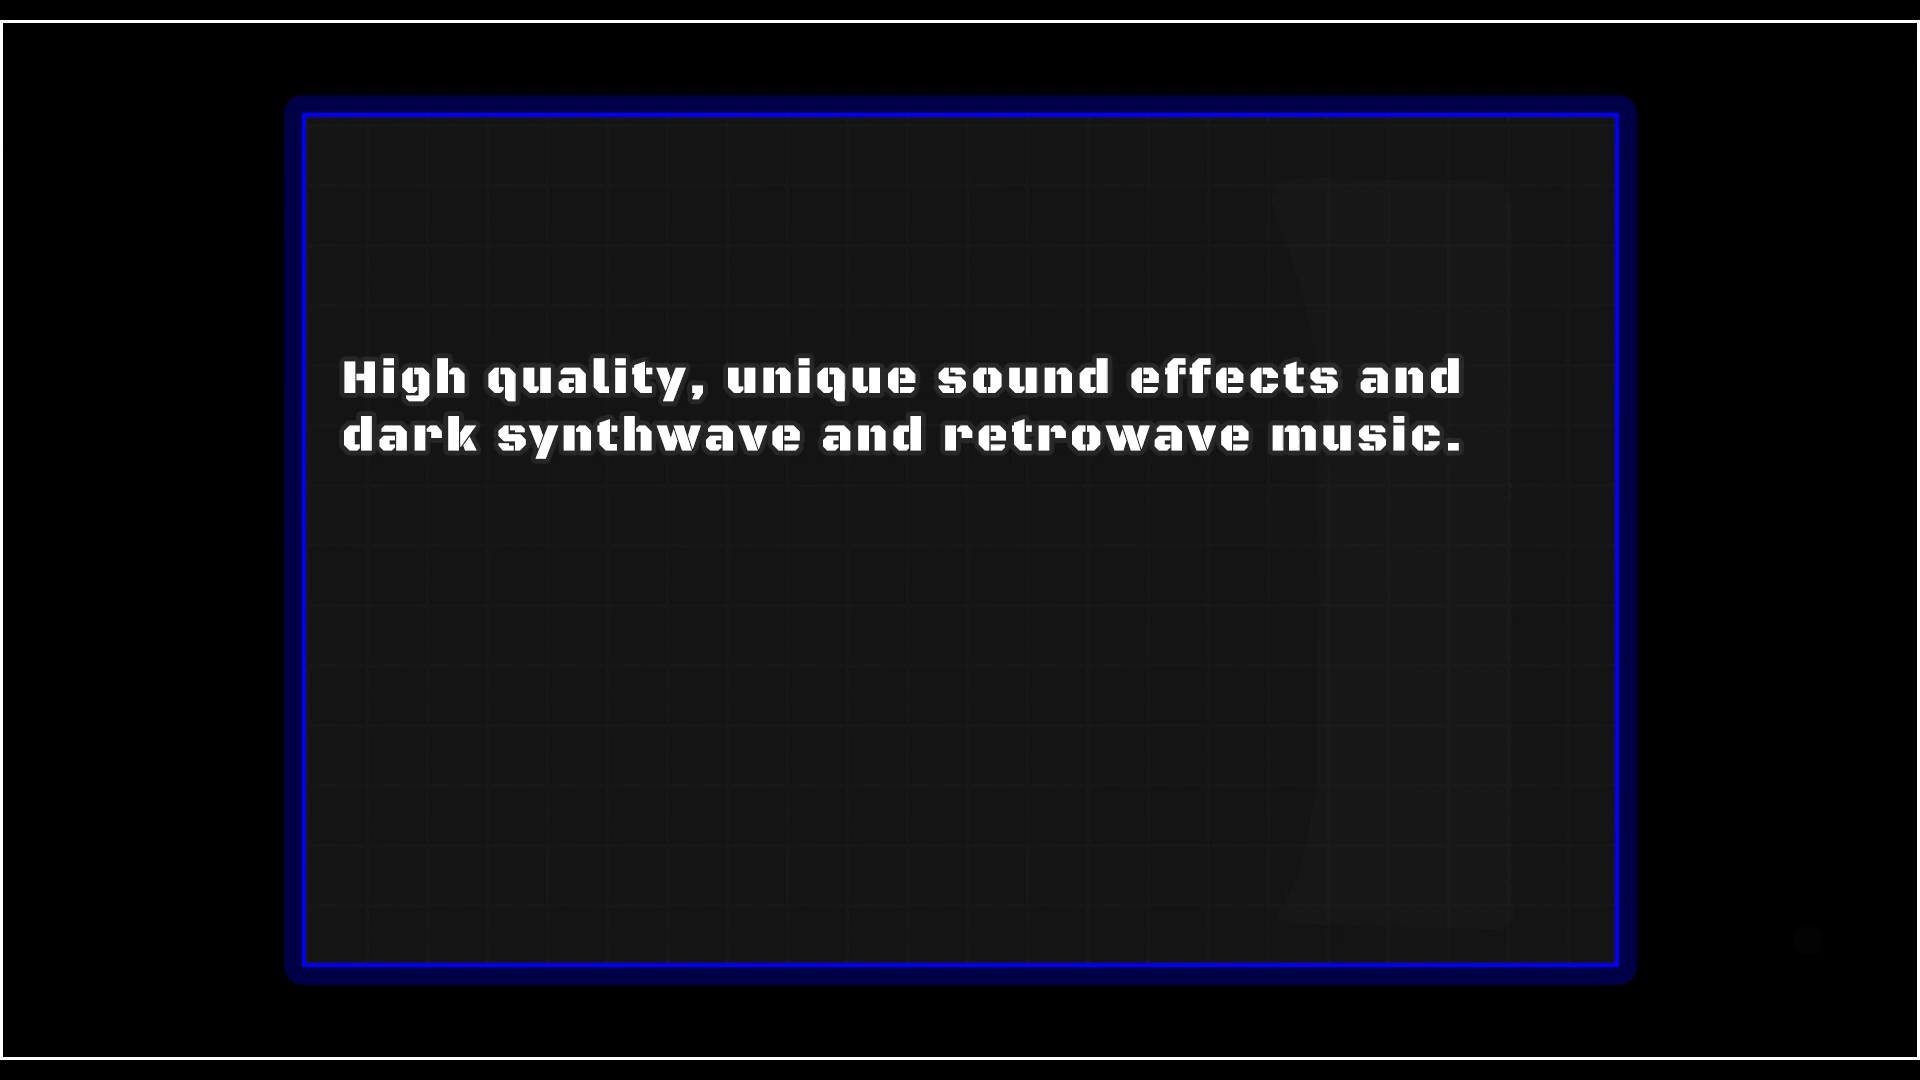 High quality, unique sound effects and
dark synthwave and retrowave music.